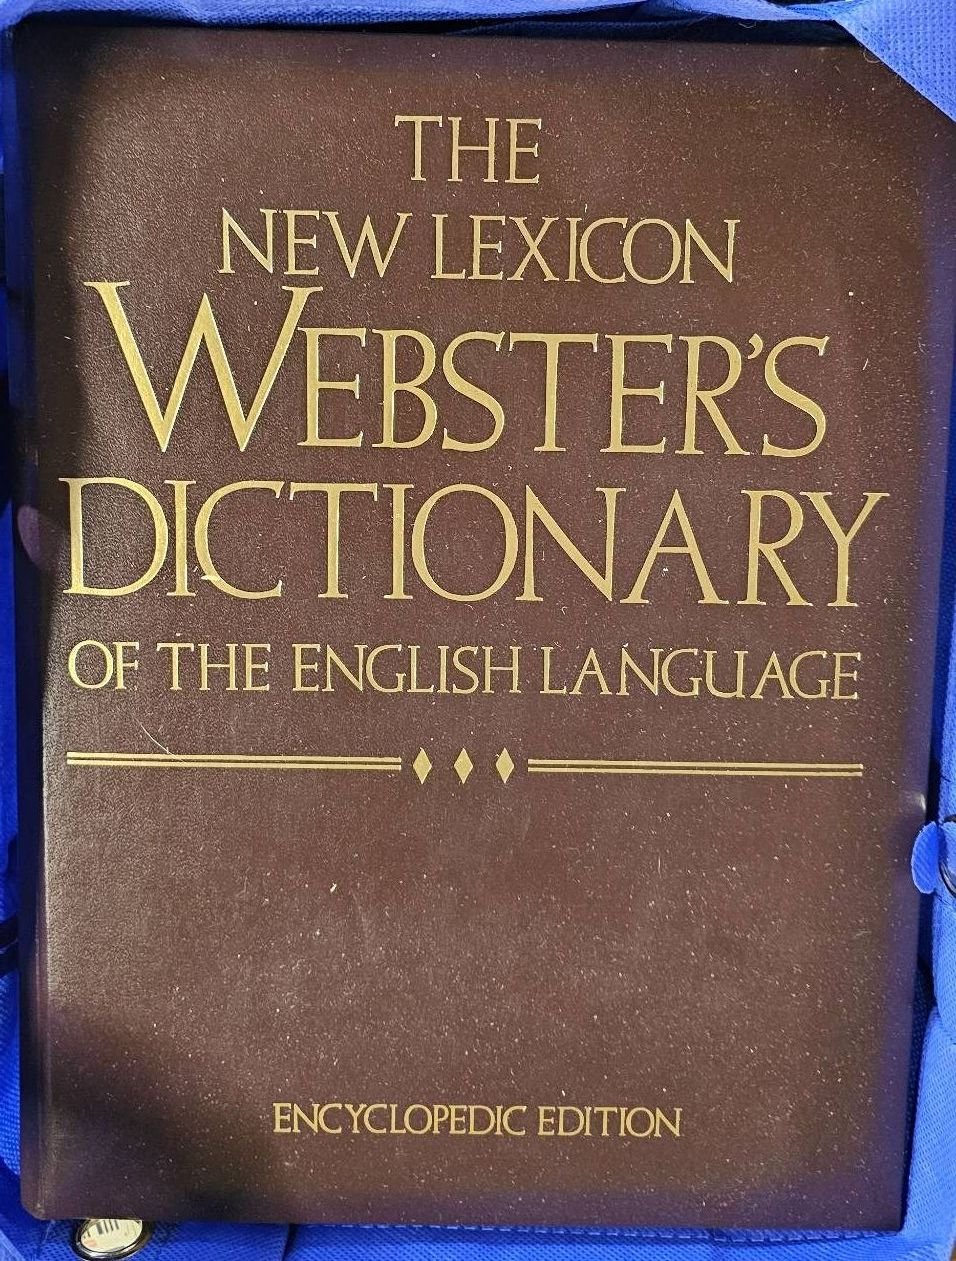 THE
NEW LEXICON
WEBSTER'S
DICTIONARY
OF THE ENGLISH LANGUAGE
ENCYCLOPEDIC EDITION